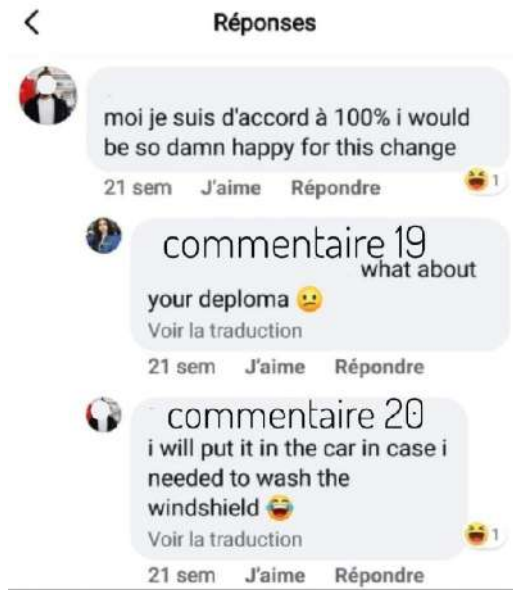 Réponses
moi je suis d'accord à 100% i would
be so damn happy for this change
21 sem J'aime Répondre
1
commentaire 19
what about
your deploma 😕
Voir la traduction
21 sem J'aime Répondre
commentaire 20
i will put it in the car in case i
needed to wash the
windshield 😂
Voir la traduction
1
21 sem J'aime Répondre